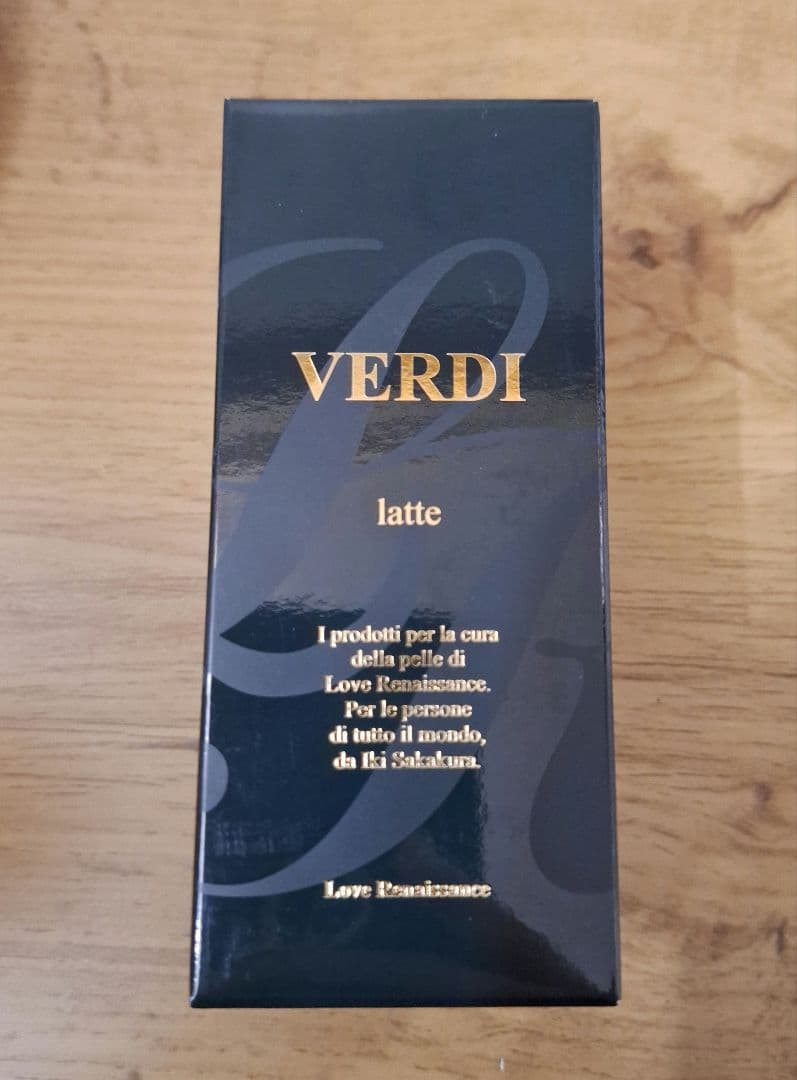 VERDI
latte
I prodotti per la cura
della pelle di
Love Renaissance.
Per le persone
di tutto il mondo,
da Iki Sakakura.
Love Renaissance